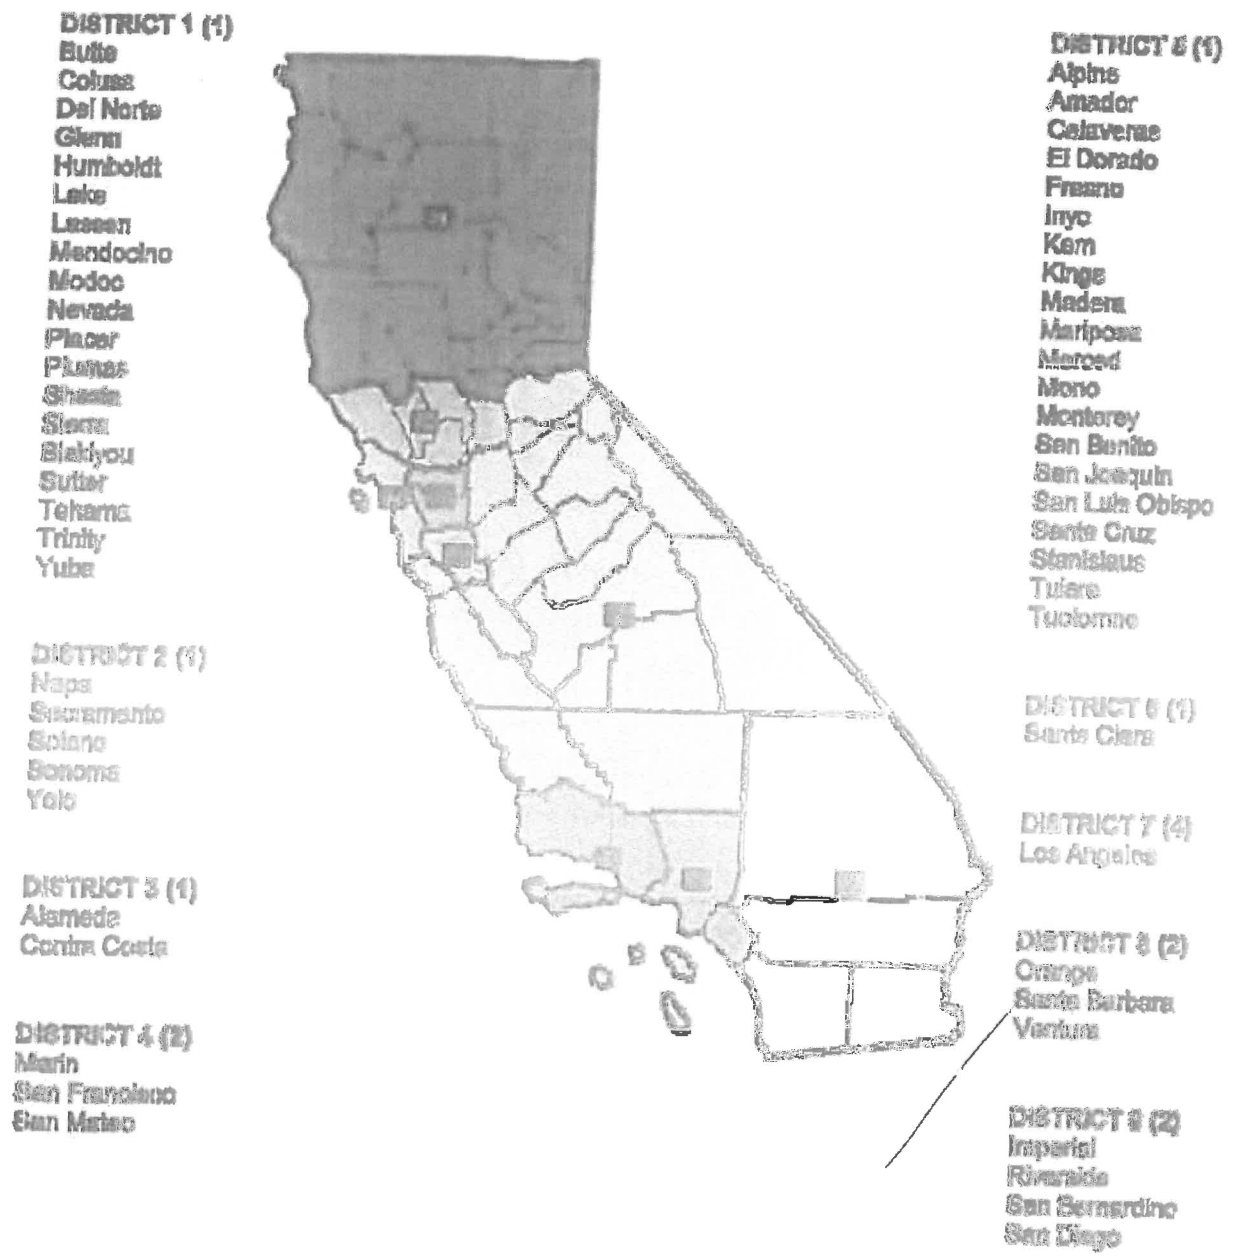 DISTRICT 1 (1)
Butte
Colusa
Del Norte
Glenn
Humboldt
Lake
Lassen
Mendocino
Modoc
Nevada
Placer
Plumas
Shasta
Sierra
Siskiyou
Sutter
Tehama
Trinity
Yuba
DISTRICT 2 (1)
Napa
Sacramento
Solano
Sonoma
Yolo
DISTRICT 3 (1)
Alameda
Contra Costa
DISTRICT 4 (2)
Marin
San Francisco
San Mateo
DISTRICT 5 (1)
Alpine
Amador
Calaveras
El Dorado
Fresno
Inyo
Kern
Kings
Madera
Mariposa
Merced
Mono
Monterey
San Benito
San Joaquin
San Luis Obispo
Santa Cruz
Stanislaus
Tulare
Tuolomne
DISTRICT 6 (1)
Santa Clara
DISTRICT 7 (4)
Los Angeles
DISTRICT 8 (2)
Orange
Santa Barbara
Ventura
DISTRICT 9 (2)
Imperial
Riverside
San Bernardino
San Diego